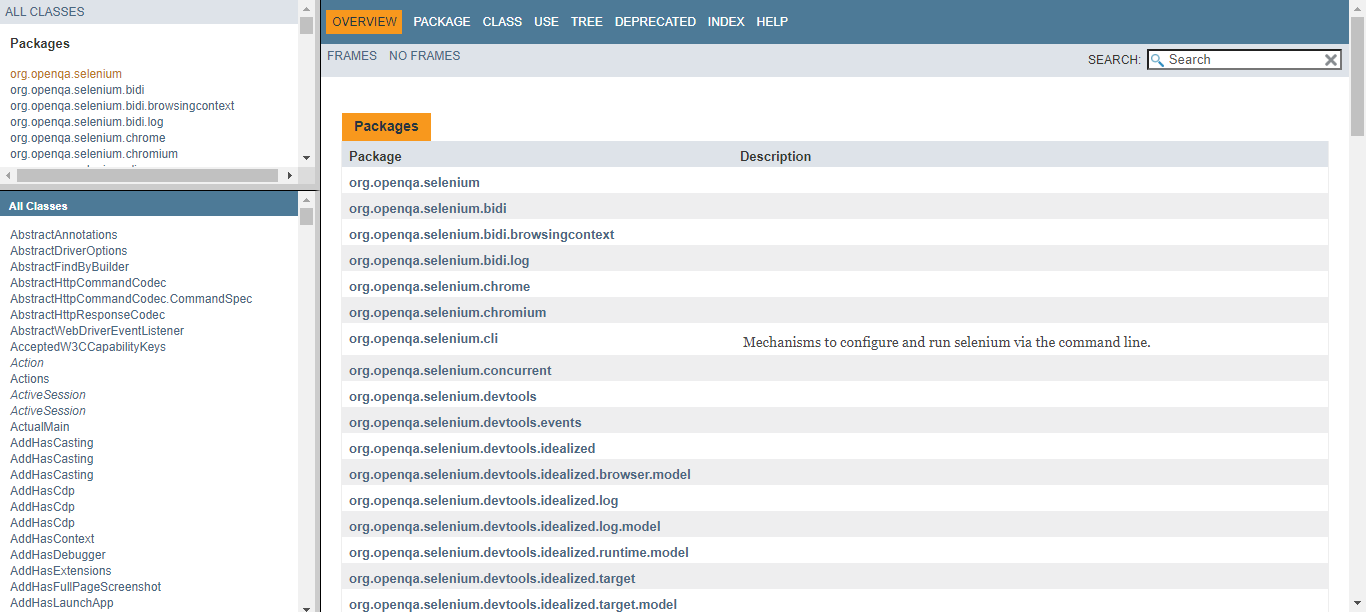 ALL CLASSES
Packages
org.openqa.selenium
org.openqa.selenium.bidi
org.openqa.selenium.bidi.browsingcontext
org.openqa.selenium.bidi.log
org.openqa.selenium.chrome
org.openqa.selenium.chromium
All Classes
AbstractAnnotations
AbstractDriverOptions
AbstractFindByBuilder
AbstractHttpCommandCodec
AbstractHttpCommandCodec.CommandSpec
AbstractHttpResponseCodec
AbstractWebDriverEventListener
AcceptedW3CCapabilityKeys
Action
Actions
ActiveSession
ActiveSession
ActualMain
AddHasCasting
AddHasCasting
AddHasCasting
AddHasCdp
AddHasCdp
AddHasCdp
AddHasContext
AddHasDebugger
AddHasExtensions
AddHasFullPageScreenshot
AddHasLaunchApp
OVERVIEW PACKAGE CLASS USE TREE DEPRECATED INDEX HELP
FRAMES NO FRAMES SEARCH: Search
Packages
Package Description
org.openqa.selenium
org.openqa.selenium.bidi
org.openqa.selenium.bidi.browsingcontext
org.openqa.selenium.bidi.log
org.openqa.selenium.chrome
org.openqa.selenium.chromium
org.openqa.selenium.cli Mechanisms to configure and run selenium via the command line.
org.openqa.selenium.concurrent
org.openqa.selenium.devtools
org.openqa.selenium.devtools.events
org.openqa.selenium.devtools.idealized
org.openqa.selenium.devtools.idealized.browser.model
org.openqa.selenium.devtools.idealized.log
org.openqa.selenium.devtools.idealized.log.model
org.openqa.selenium.devtools.idealized.runtime.model
org.openqa.selenium.devtools.idealized.target
org.openqa.selenium.devtools.idealized.target.model